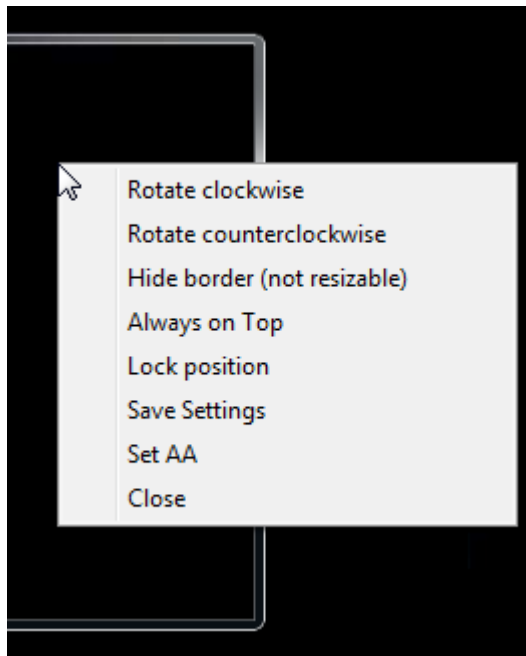 Rotate clockwise
Rotate counterclockwise
Hide border (not resizable)
Always on Top
Lock position
Save Settings
Set AA
Close